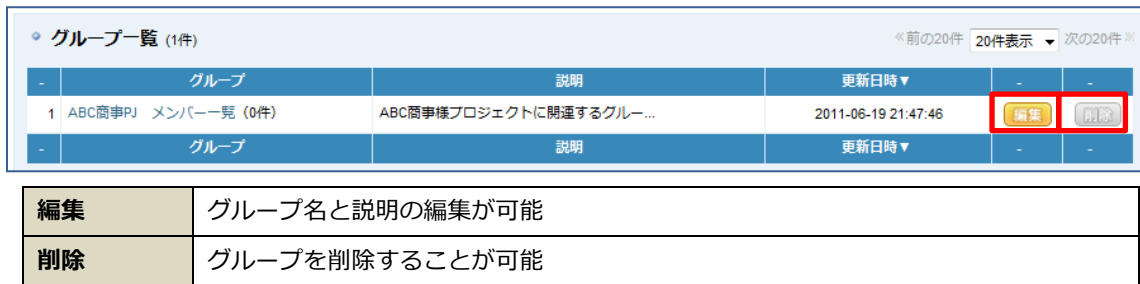 グループ一覧 (1件) ≪前の20件 20件表示 ▼ 次の20件≫
- グループ 説明 更新日時▼ - -
1 ABC商事PJ メンバー一覧 (0件) ABC商事様プロジェクトに関連するグルー... 2011-06-19 21:47:46 編集 削除
- グループ 説明 更新日時▼ - -
編集 グループ名と説明の編集が可能
削除 グループを削除することが可能